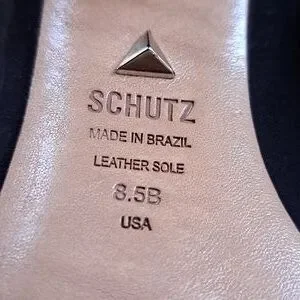 SCHUTZ
MADE IN BRAZIL
LEATHER SOLE
8.5B
USA